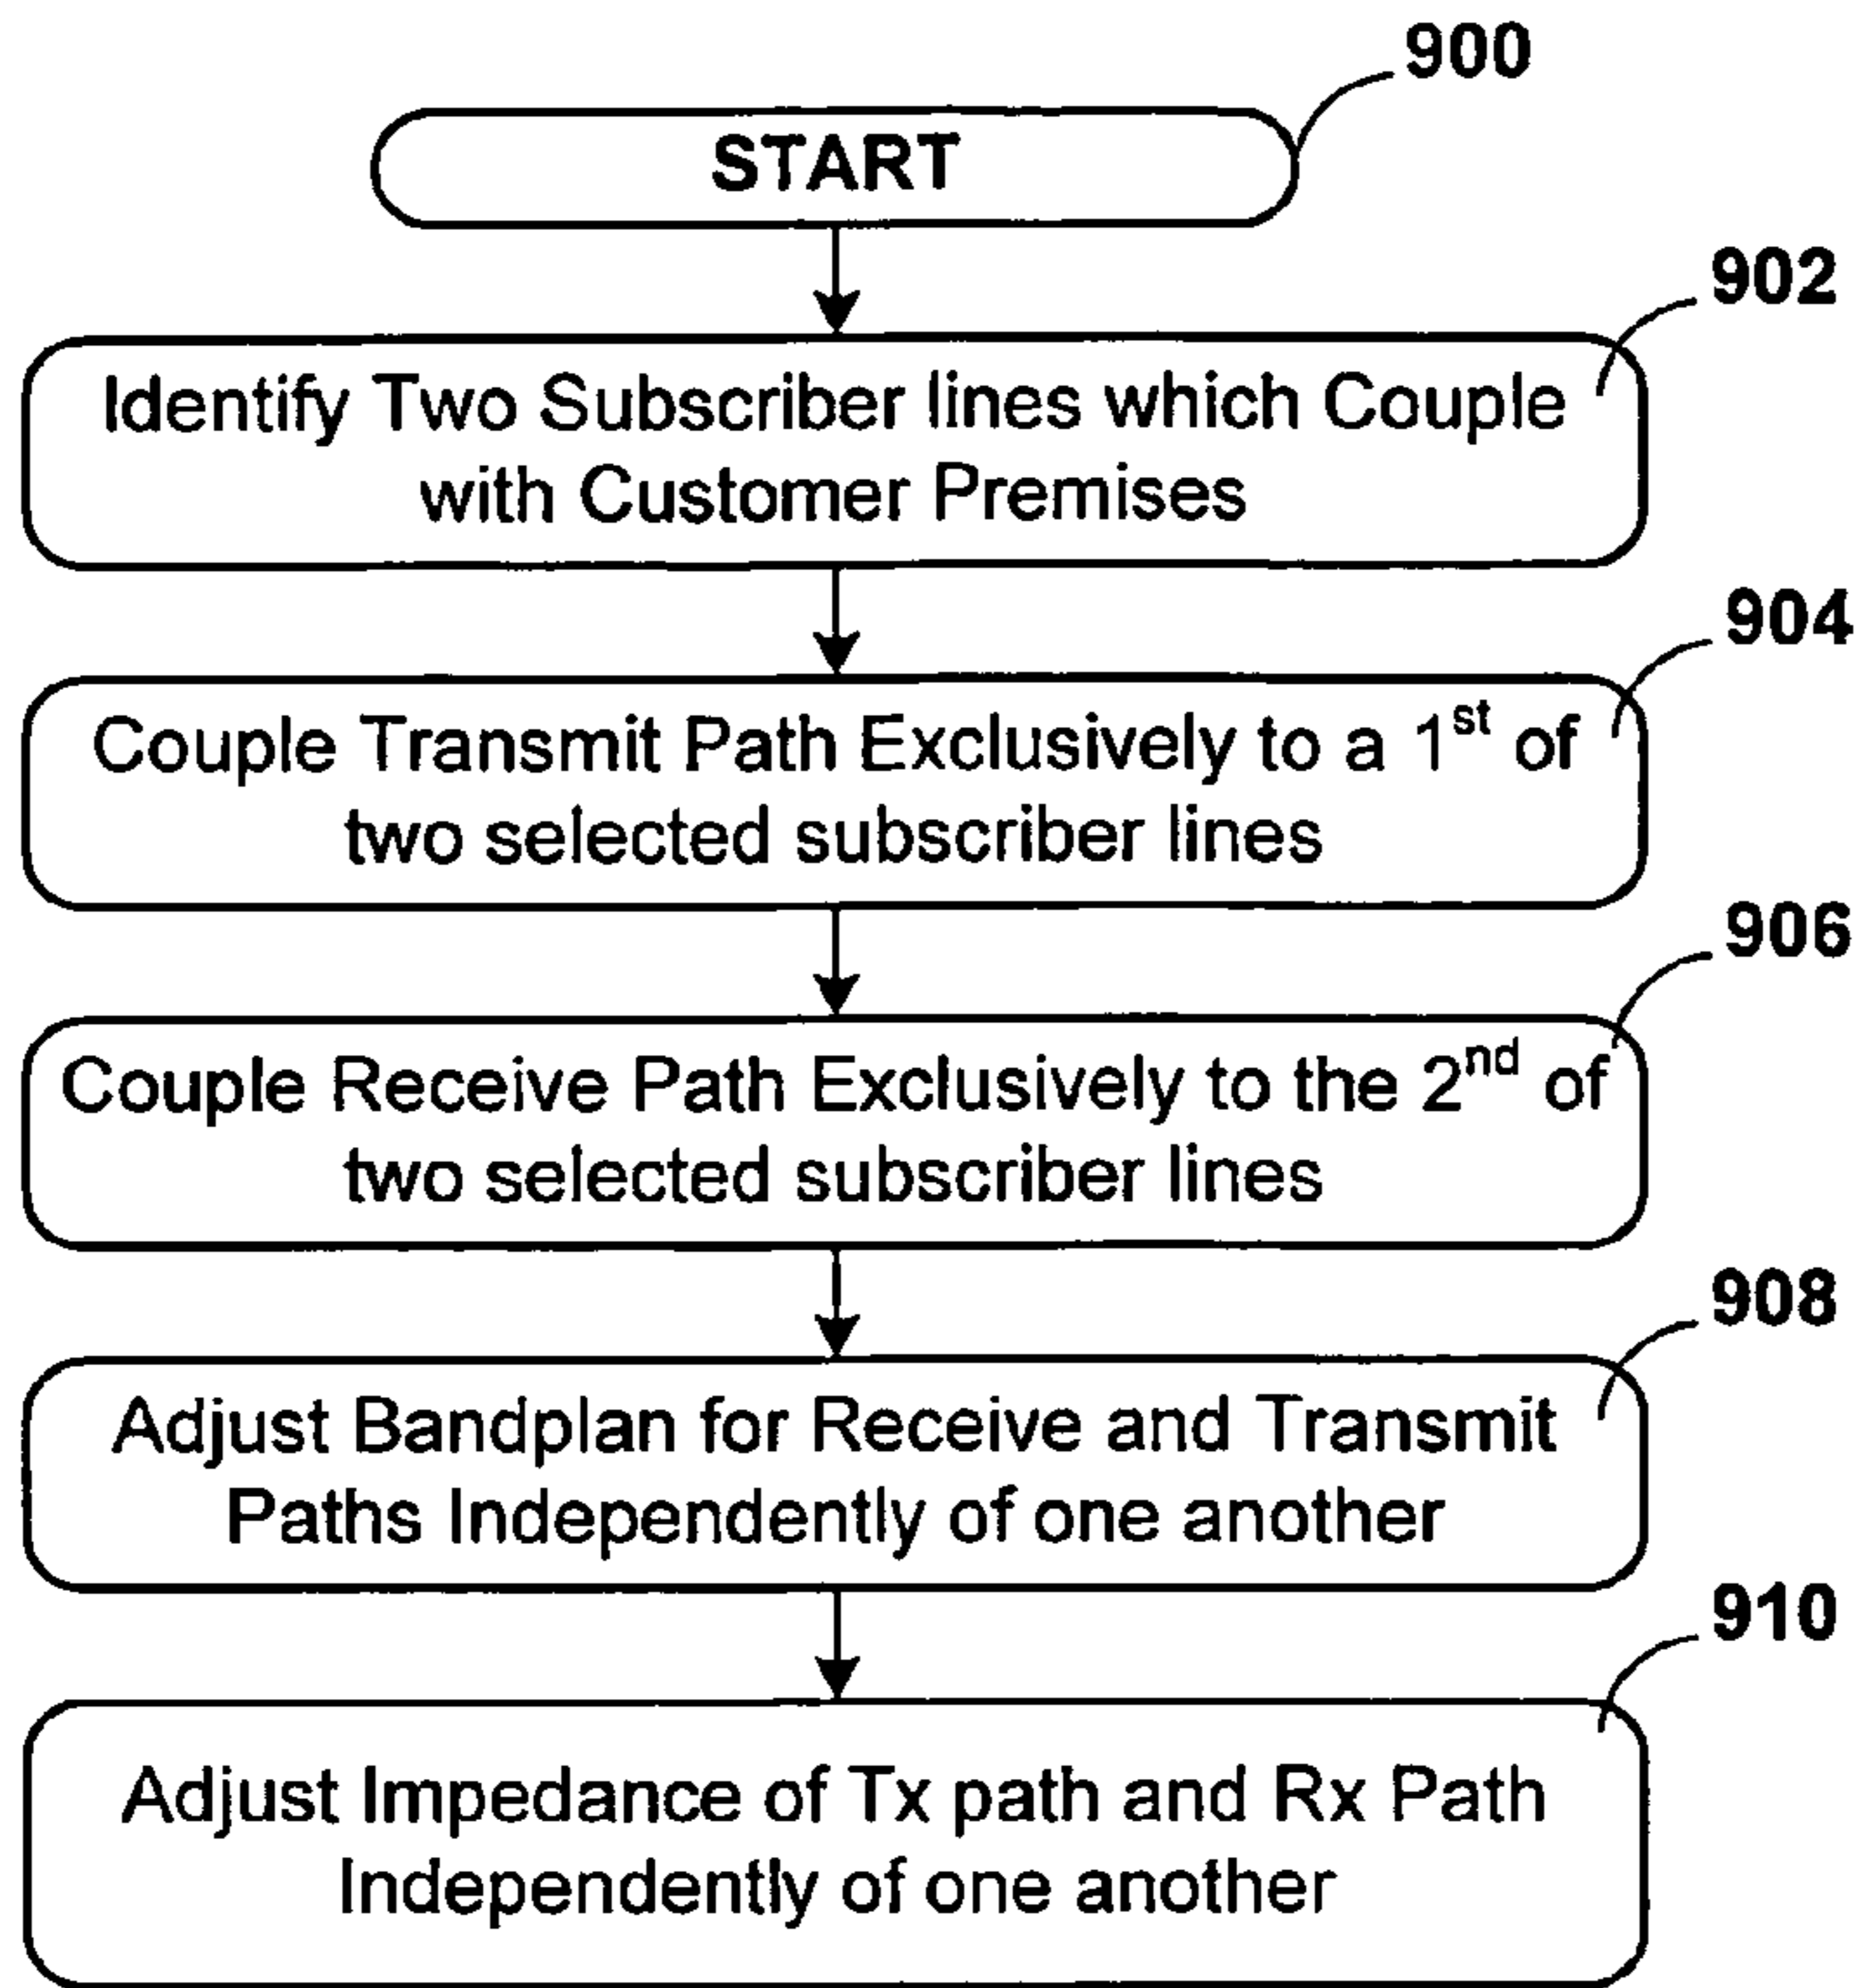 900
START
902
Identify Two Subscriber lines which Couple
with Customer Premises
904
Couple Transmit Path Exclusively to a 1st of
two selected subscriber lines
906
Couple Receive Path Exclusively to the 2nd of
two selected subscriber lines
908
Adjust Bandplan for Receive and Transmit
Paths Independently of one another
910
Adjust Impedance of Tx path and Rx Path
Independently of one another